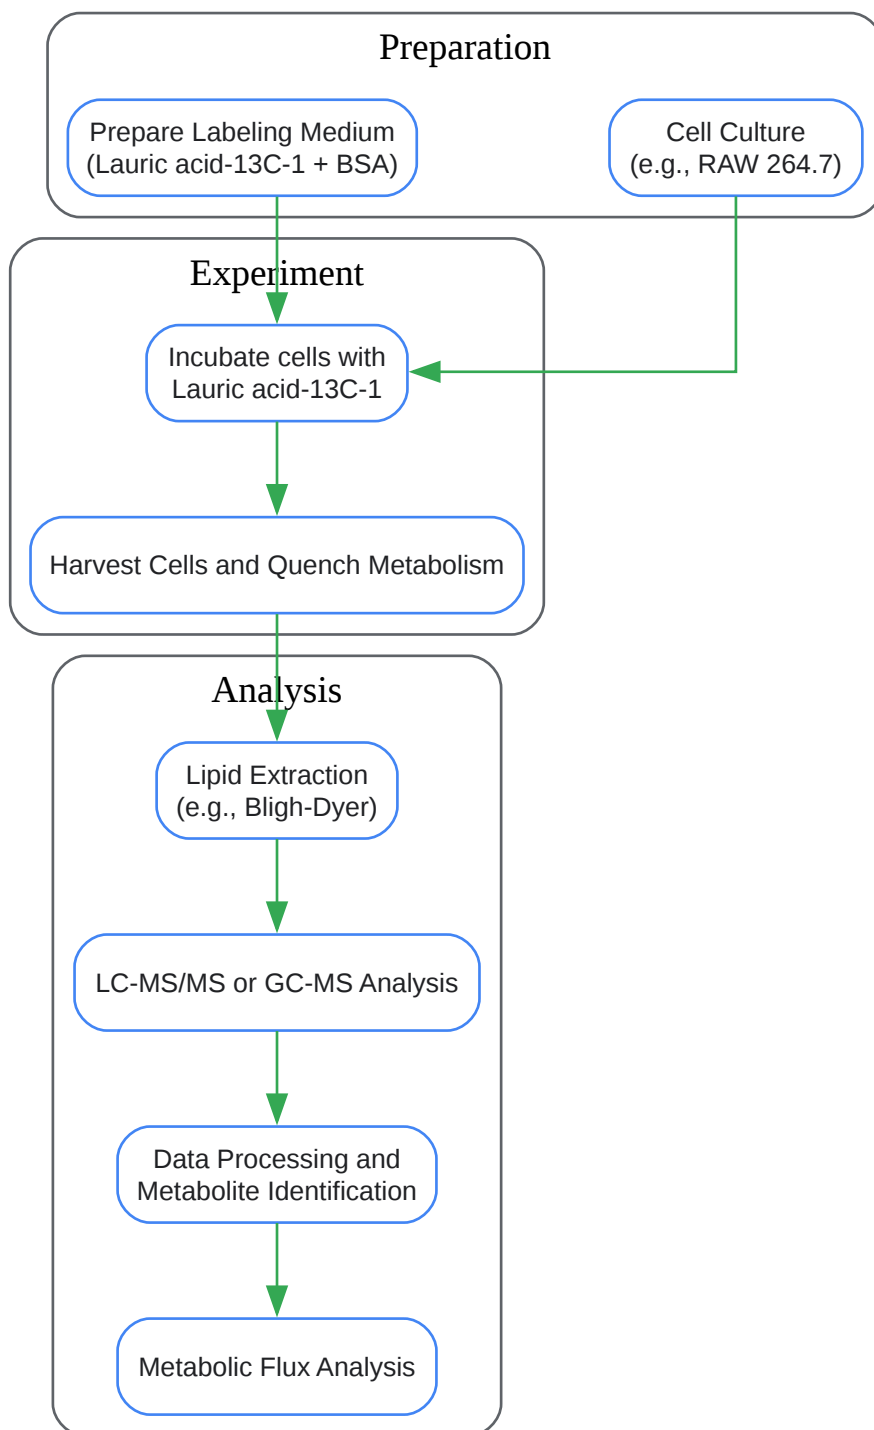 Preparation
Prepare Labeling Medium
(Lauric acid-13C-1 + BSA)
Cell Culture
(e.g., RAW 264.7)
Experiment
Incubate cells with
Lauric acid-13C-1
Harvest Cells and Quench Metabolism
Analysis
Lipid Extraction
(e.g., Bligh-Dyer)
LC-MS/MS or GC-MS Analysis
Data Processing and
Metabolite Identification
Metabolic Flux Analysis